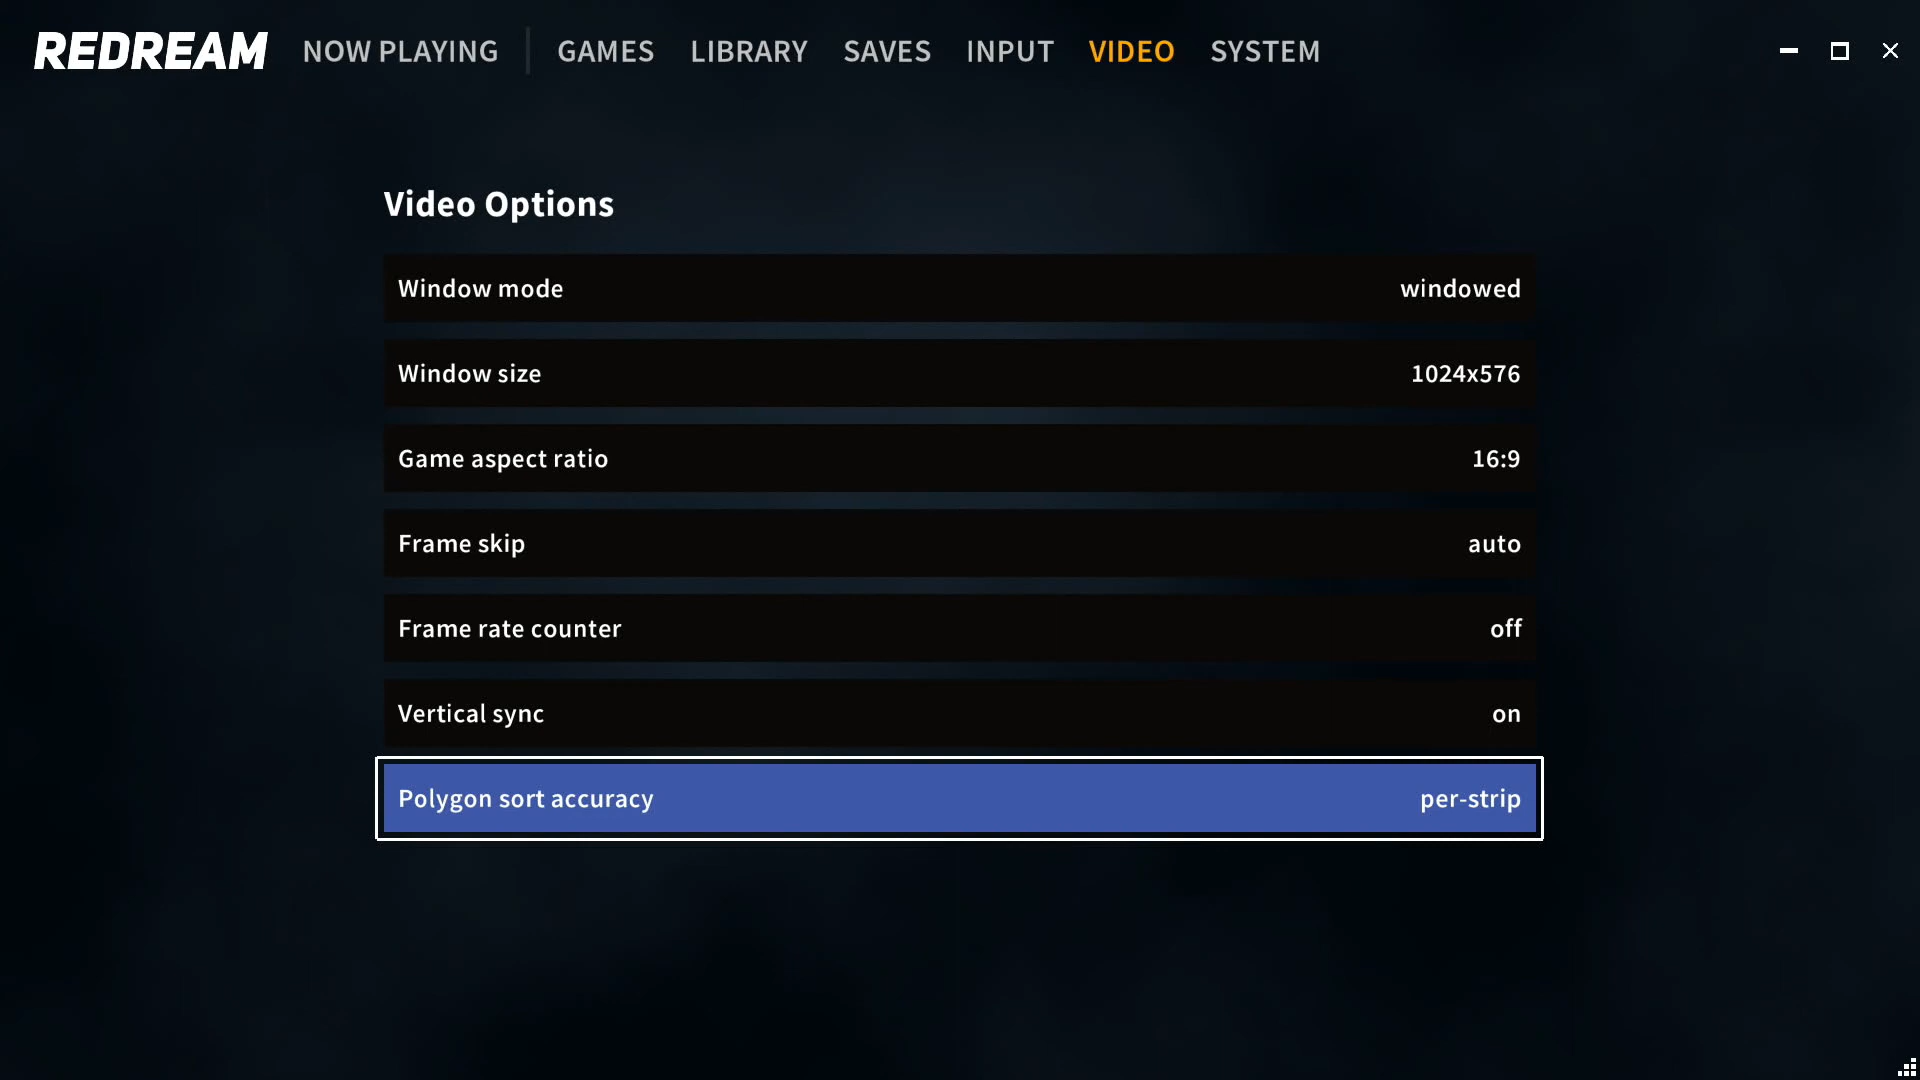 REDREAM NOW PLAYING GAMES LIBRARY SAVES INPUT VIDEO SYSTEM
Video Options
Window mode windowed
Window size 1024x576
Game aspect ratio 16:9
Frame skip auto
Frame rate counter off
Vertical sync on
Polygon sort accuracy per-strip